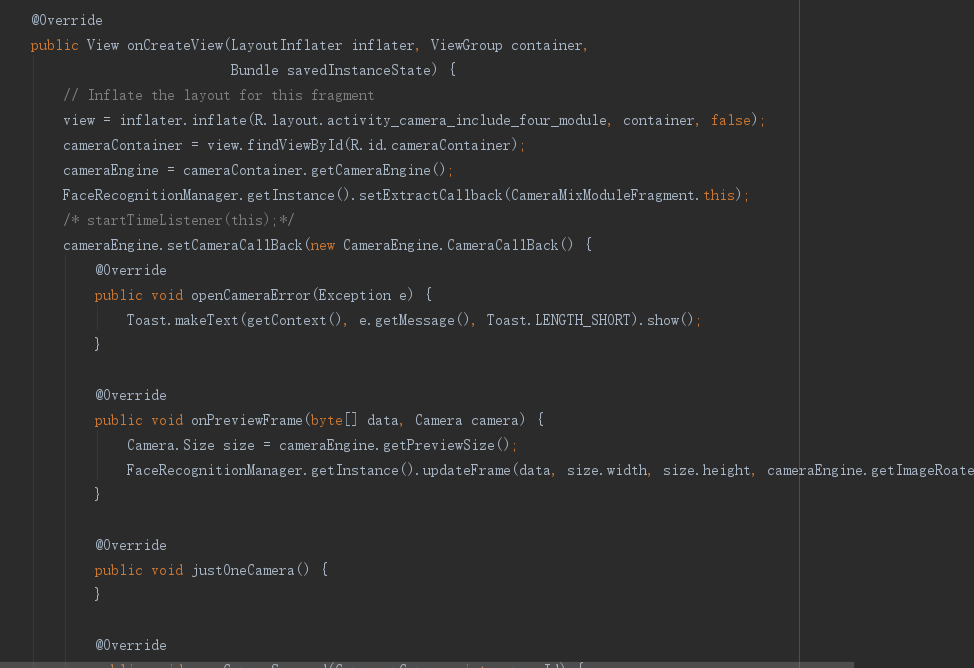 @Override
public View onCreateView(LayoutInflater inflater, ViewGroup container,
Bundle savedInstanceState) {
// Inflate the layout for this fragment
view = inflater.inflate(R.layout.activity_camera_include_four_module, container, false);
cameraContainer = view.findViewById(R.id.cameraContainer);
cameraEngine = cameraContainer.getCameraEngine();
FaceRecognitionManager.getInstance().setExtractCallback(CameraMixModuleFragment.this);
/* startTimeListener(this);*/
cameraEngine.setCameraCallBack(new CameraEngine.CameraCallBack() {
@Override
public void openCameraError(Exception e) {
Toast.makeText(getContext(), e.getMessage(), Toast.LENGTH_SHORT).show();
}
@Override
public void onPreviewFrame(byte[] data, Camera camera) {
Camera.Size size = cameraEngine.getPreviewSize();
FaceRecognitionManager.getInstance().updateFrame(data, size.width, size.height, cameraEngine.getImageRoate
}
@Override
public void justOneCamera() {
}
@Override